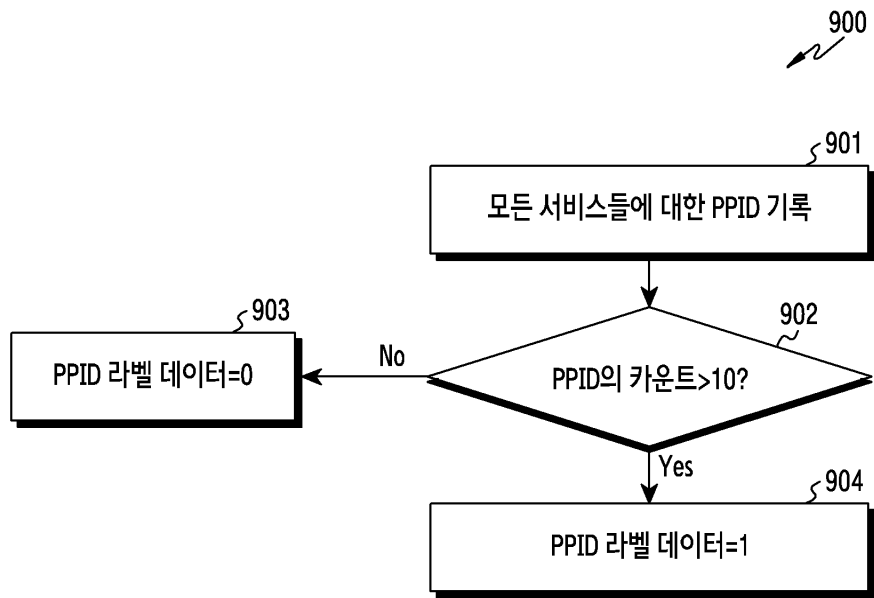 900
901
모든 서비스들에 대한 PPID 기록
902
PPID의 카운트>10?
No
903
PPID 라벨 데이터=0
Yes
904
PPID 라벨 데이터=1